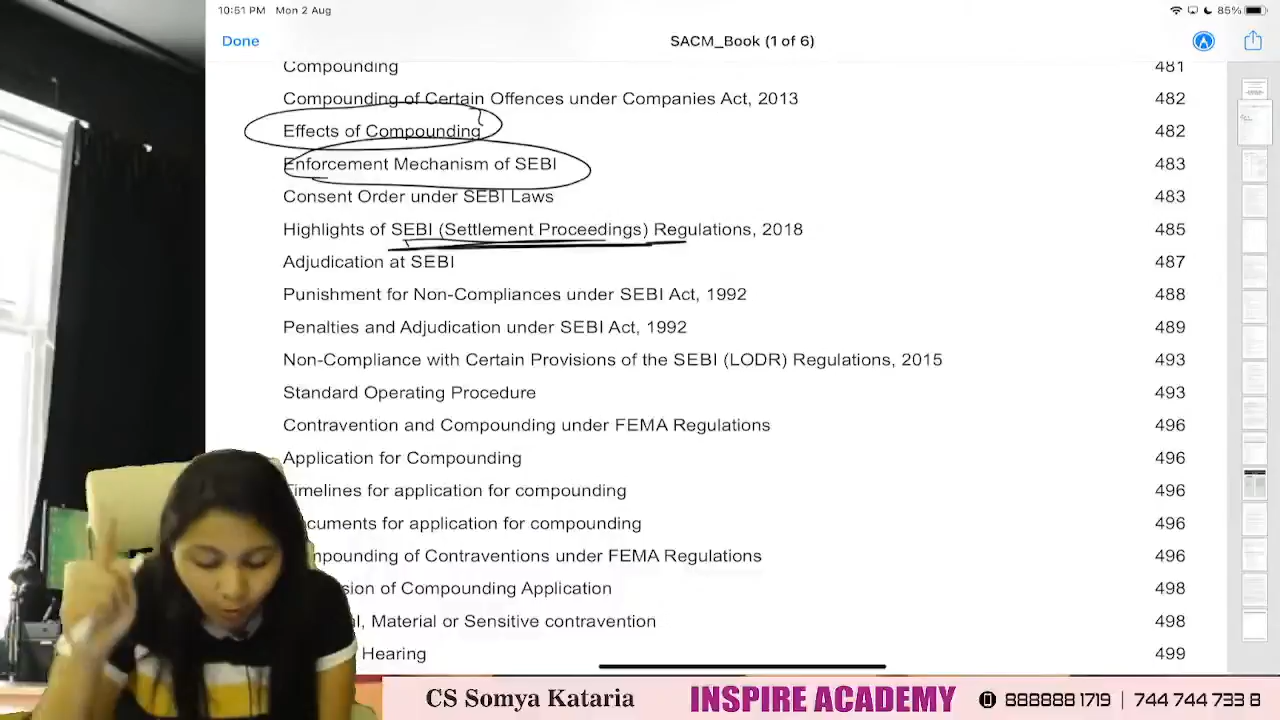 10:51 PM Mon 2 Aug 85%
Done SACM_Book (1 of 6)
Compounding 481
Compounding of Certain Offences under Companies Act, 2013 482
Effects of Compounding 482
Enforcement Mechanism of SEBI 483
Consent Order under SEBI Laws 483
Highlights of SEBI (Settlement Proceedings) Regulations, 2018 485
Adjudication at SEBI 487
Punishment for Non-Compliances under SEBI Act, 1992 488
Penalties and Adjudication under SEBI Act, 1992 489
Non-Compliance with Certain Provisions of the SEBI (LODR) Regulations, 2015 493
Standard Operating Procedure 493
Contravention and Compounding under FEMA Regulations 496
Application for Compounding 496
Timelines for application for compounding 496
cuments for application for compounding 496
mpounding of Contraventions under FEMA Regulations 496
sion of Compounding Application 498
l, Material or Sensitive contravention 498
Hearing 499
CS Somya Kataria INSPIRE ACADEMY 888888 1719 | 744 744 733 8